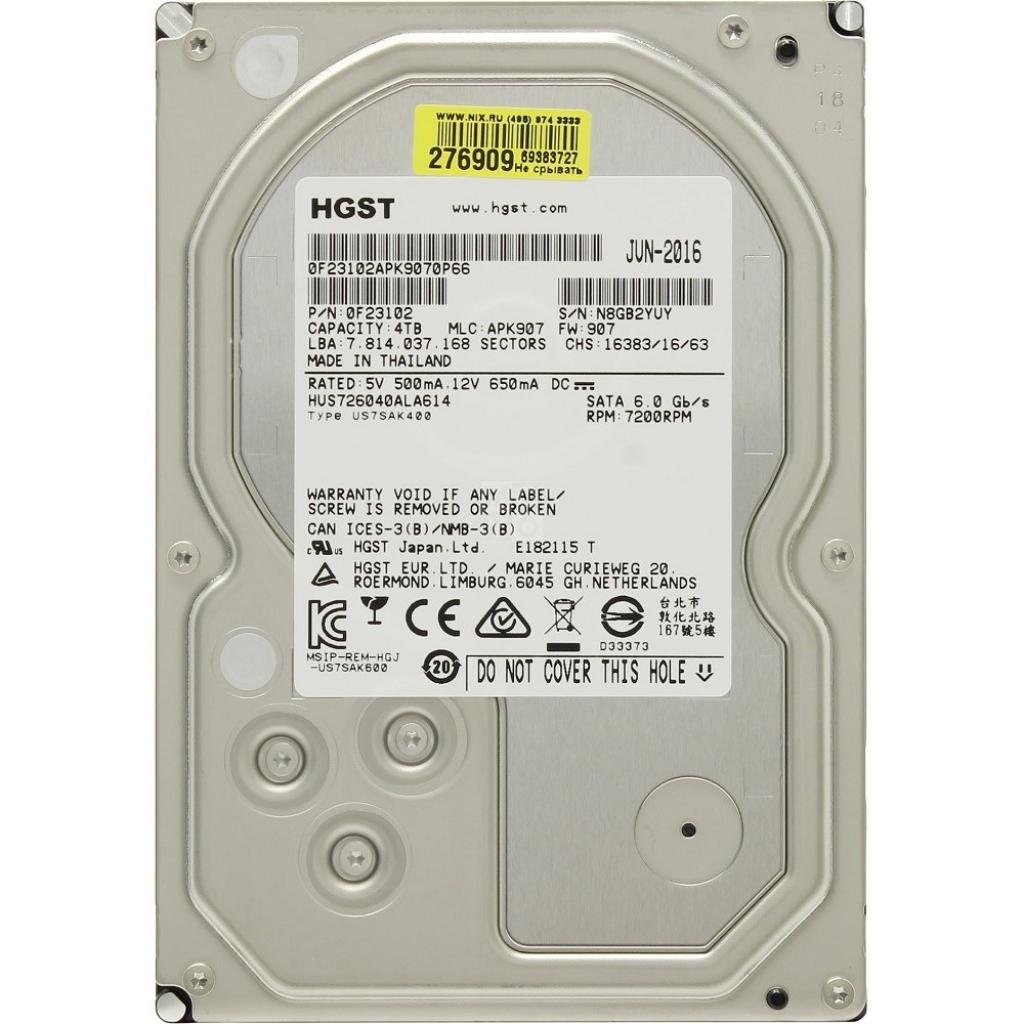 P3
18
04
WWW.NIX.RU (495) 974 3333
276909 69383727
Не срывать
HGST www.hgst.com
JUN-2016
0F23102APK9070P66
P/N:0F23102 S/N:N8GB2YUY
CAPACITY:4TB MLC:APK907 FW:907
LBA:7.814.037.168 SECTORS CHS:16383/16/63
MADE IN THAILAND
RATED:5V 500mA.12V 650mA DC
HUS726040ALA614 SATA 6.0 Gb/s
Type US7SAK400 RPM:7200RPM
WARRANTY VOID IF ANY LABEL/
SCREW IS REMOVED OR BROKEN
CAN ICES-3(B)/NMB-3(B)
c RU US HGST Japan.Ltd. E182115 T
HGST EUR.LTD. / MARIE CURIEWEG 20.
ROERMOND.LIMBURG.6045 GH.NETHERLANDS
KC CE
台北市
敦化北路
167號5樓
D33373
MSIP-REM-HGJ
-US7SAK600
20 DO NOT COVER THIS HOLE